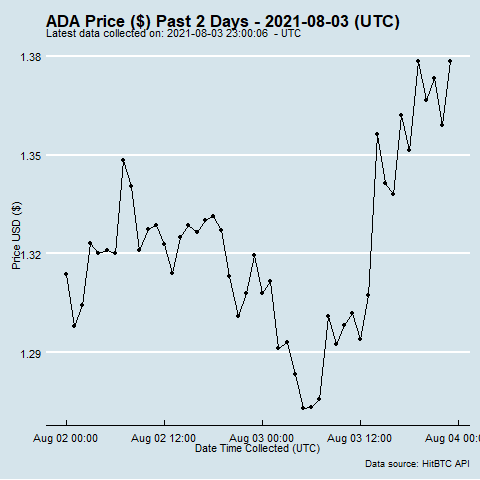 ADA Price ($) Past 2 Days - 2021-08-03 (UTC)
Latest data collected on: 2021-08-03 23:00:06  - UTC
1.38
1.35
1.32
1.29
Price USD ($)
Aug 02 00:00 Aug 02 12:00 Aug 03 00:00 Aug 03 12:00 Aug 04 00:0
Date Time Collected (UTC)
Data source: HitBTC API